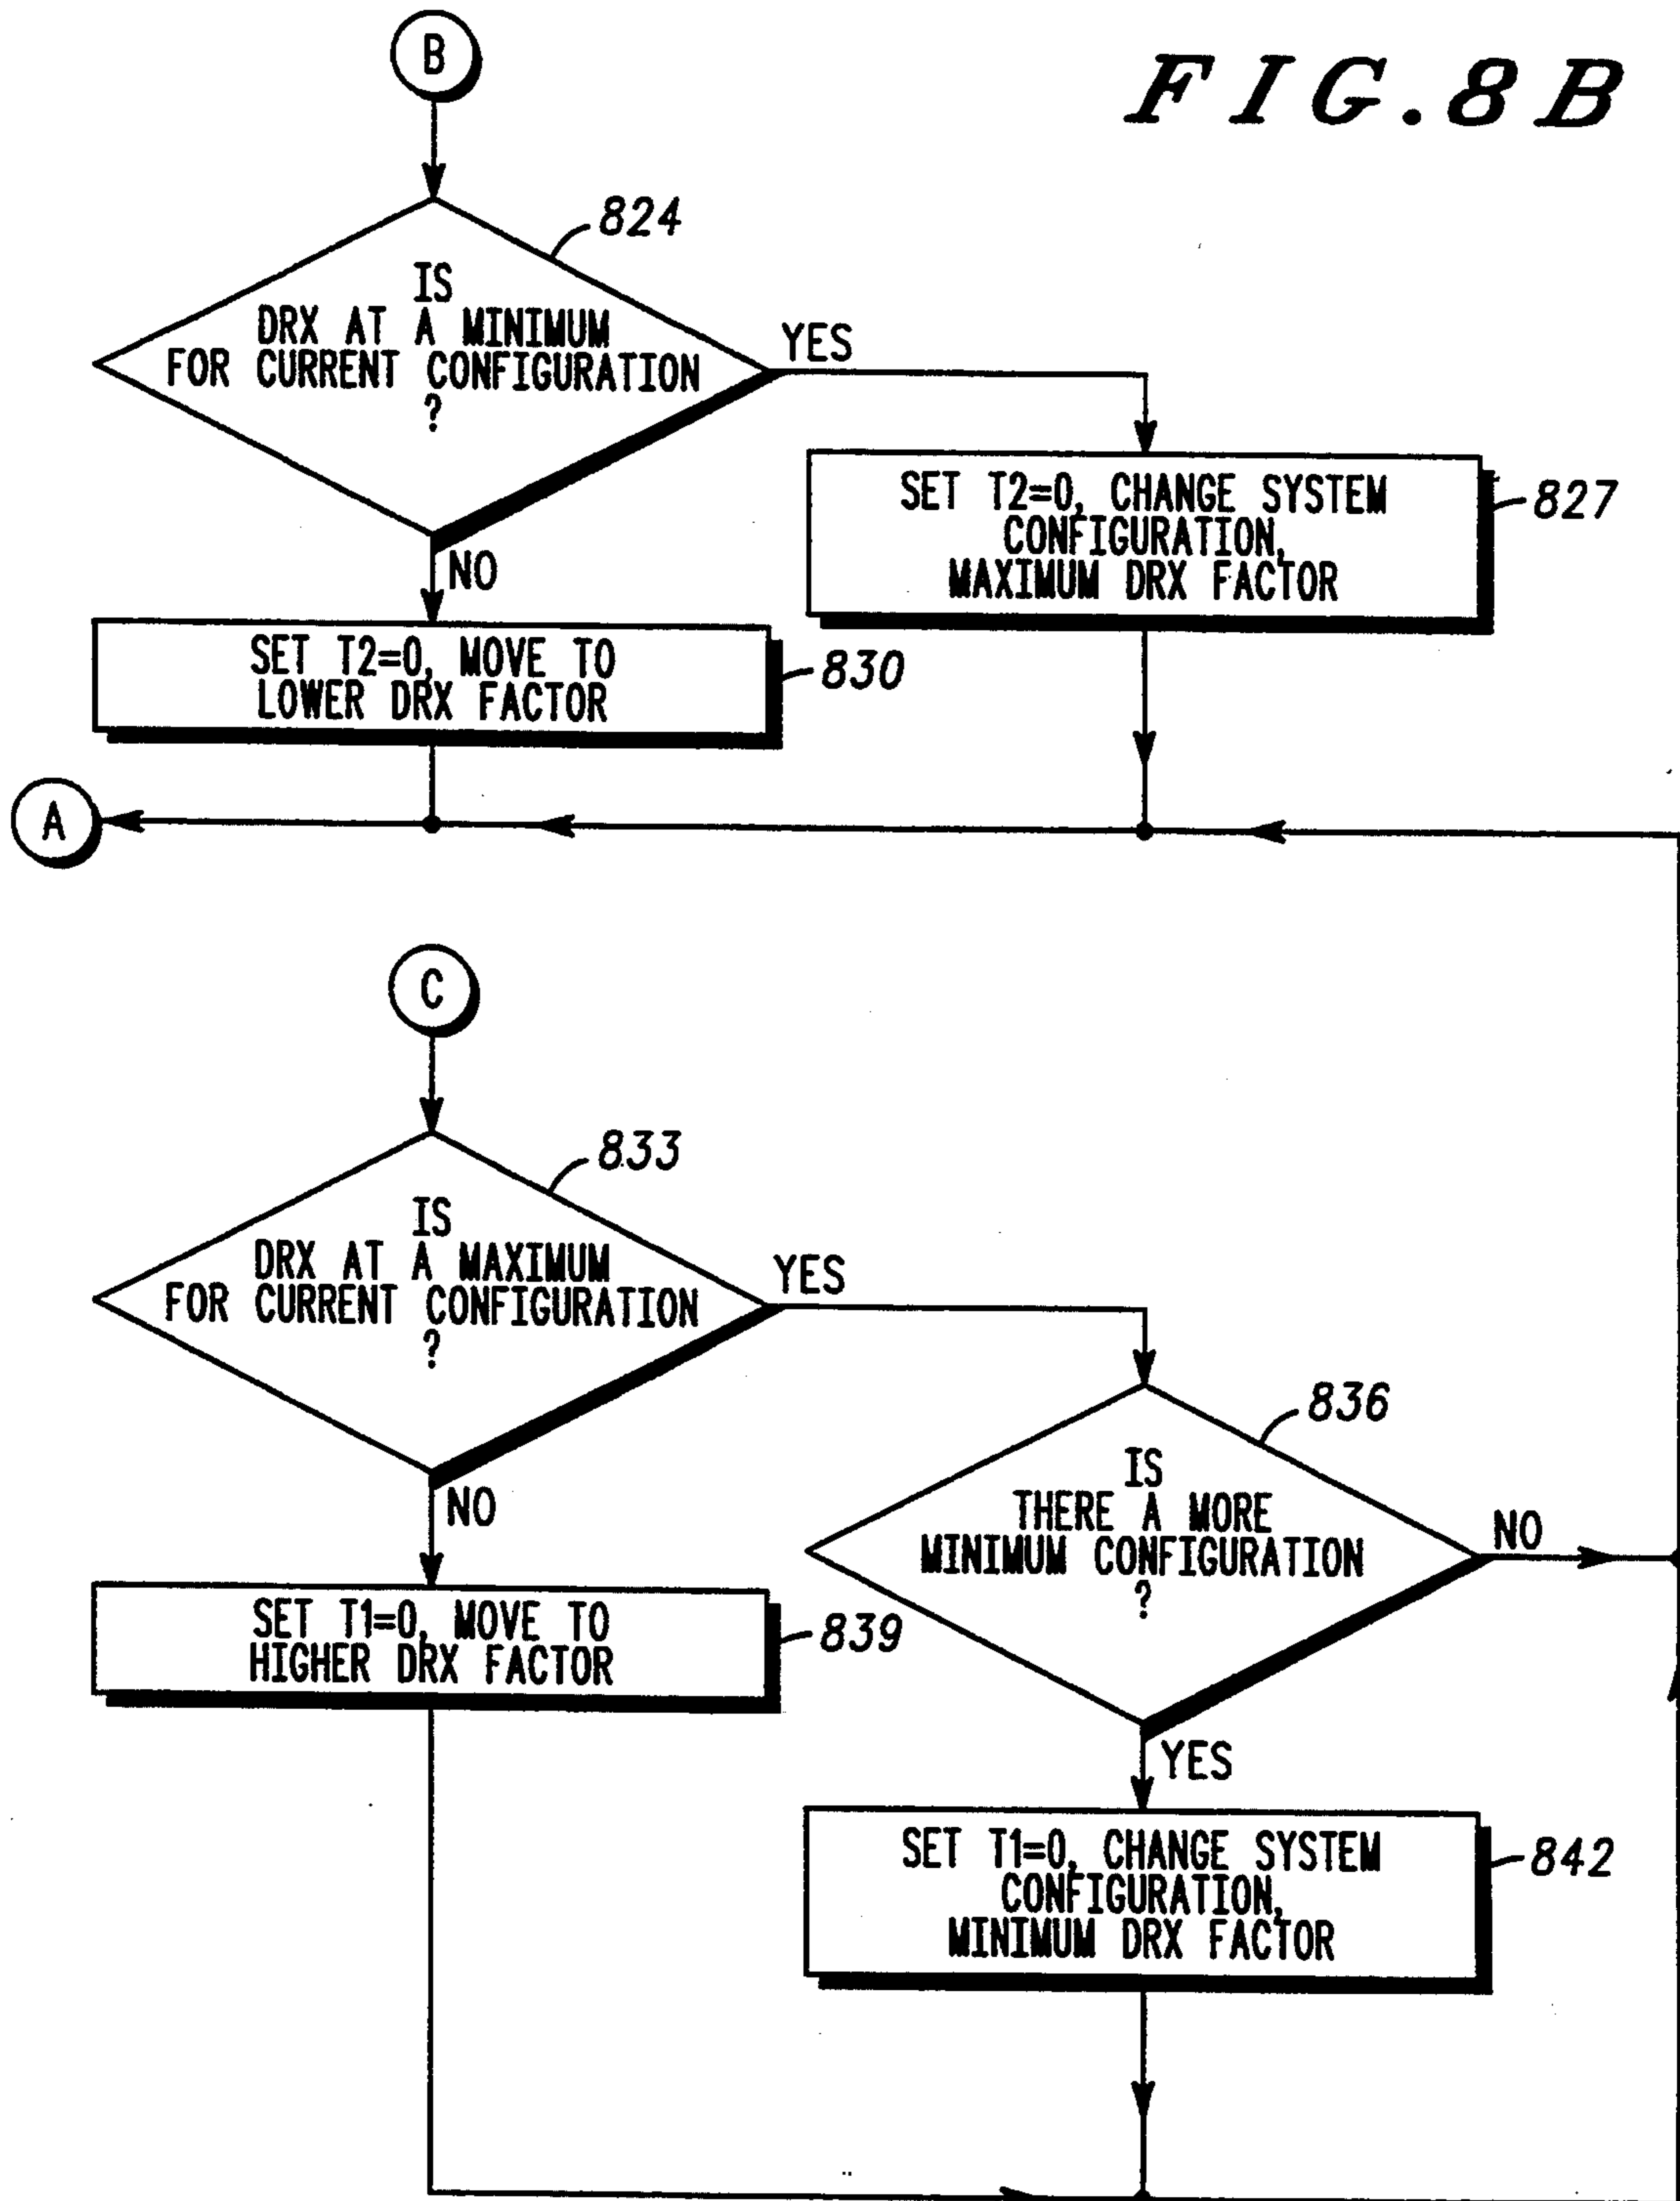 B
FIG.8B
824
IS
DRX AT A MINIMUM
FOR CURRENT CONFIGURATION
?
YES
NO
SET T2=0, CHANGE SYSTEM
CONFIGURATION,
MAXIMUM DRX FACTOR
827
SET T2=0, MOVE TO
LOWER DRX FACTOR
830
A
C
833
IS
DRX AT A MAXIMUM
FOR CURRENT CONFIGURATION
?
YES
NO
836
IS
THERE A MORE
MINIMUM CONFIGURATION
?
NO
YES
SET T1=0, MOVE TO
HIGHER DRX FACTOR
839
SET T1=0, CHANGE SYSTEM
CONFIGURATION,
MINIMUM DRX FACTOR
842